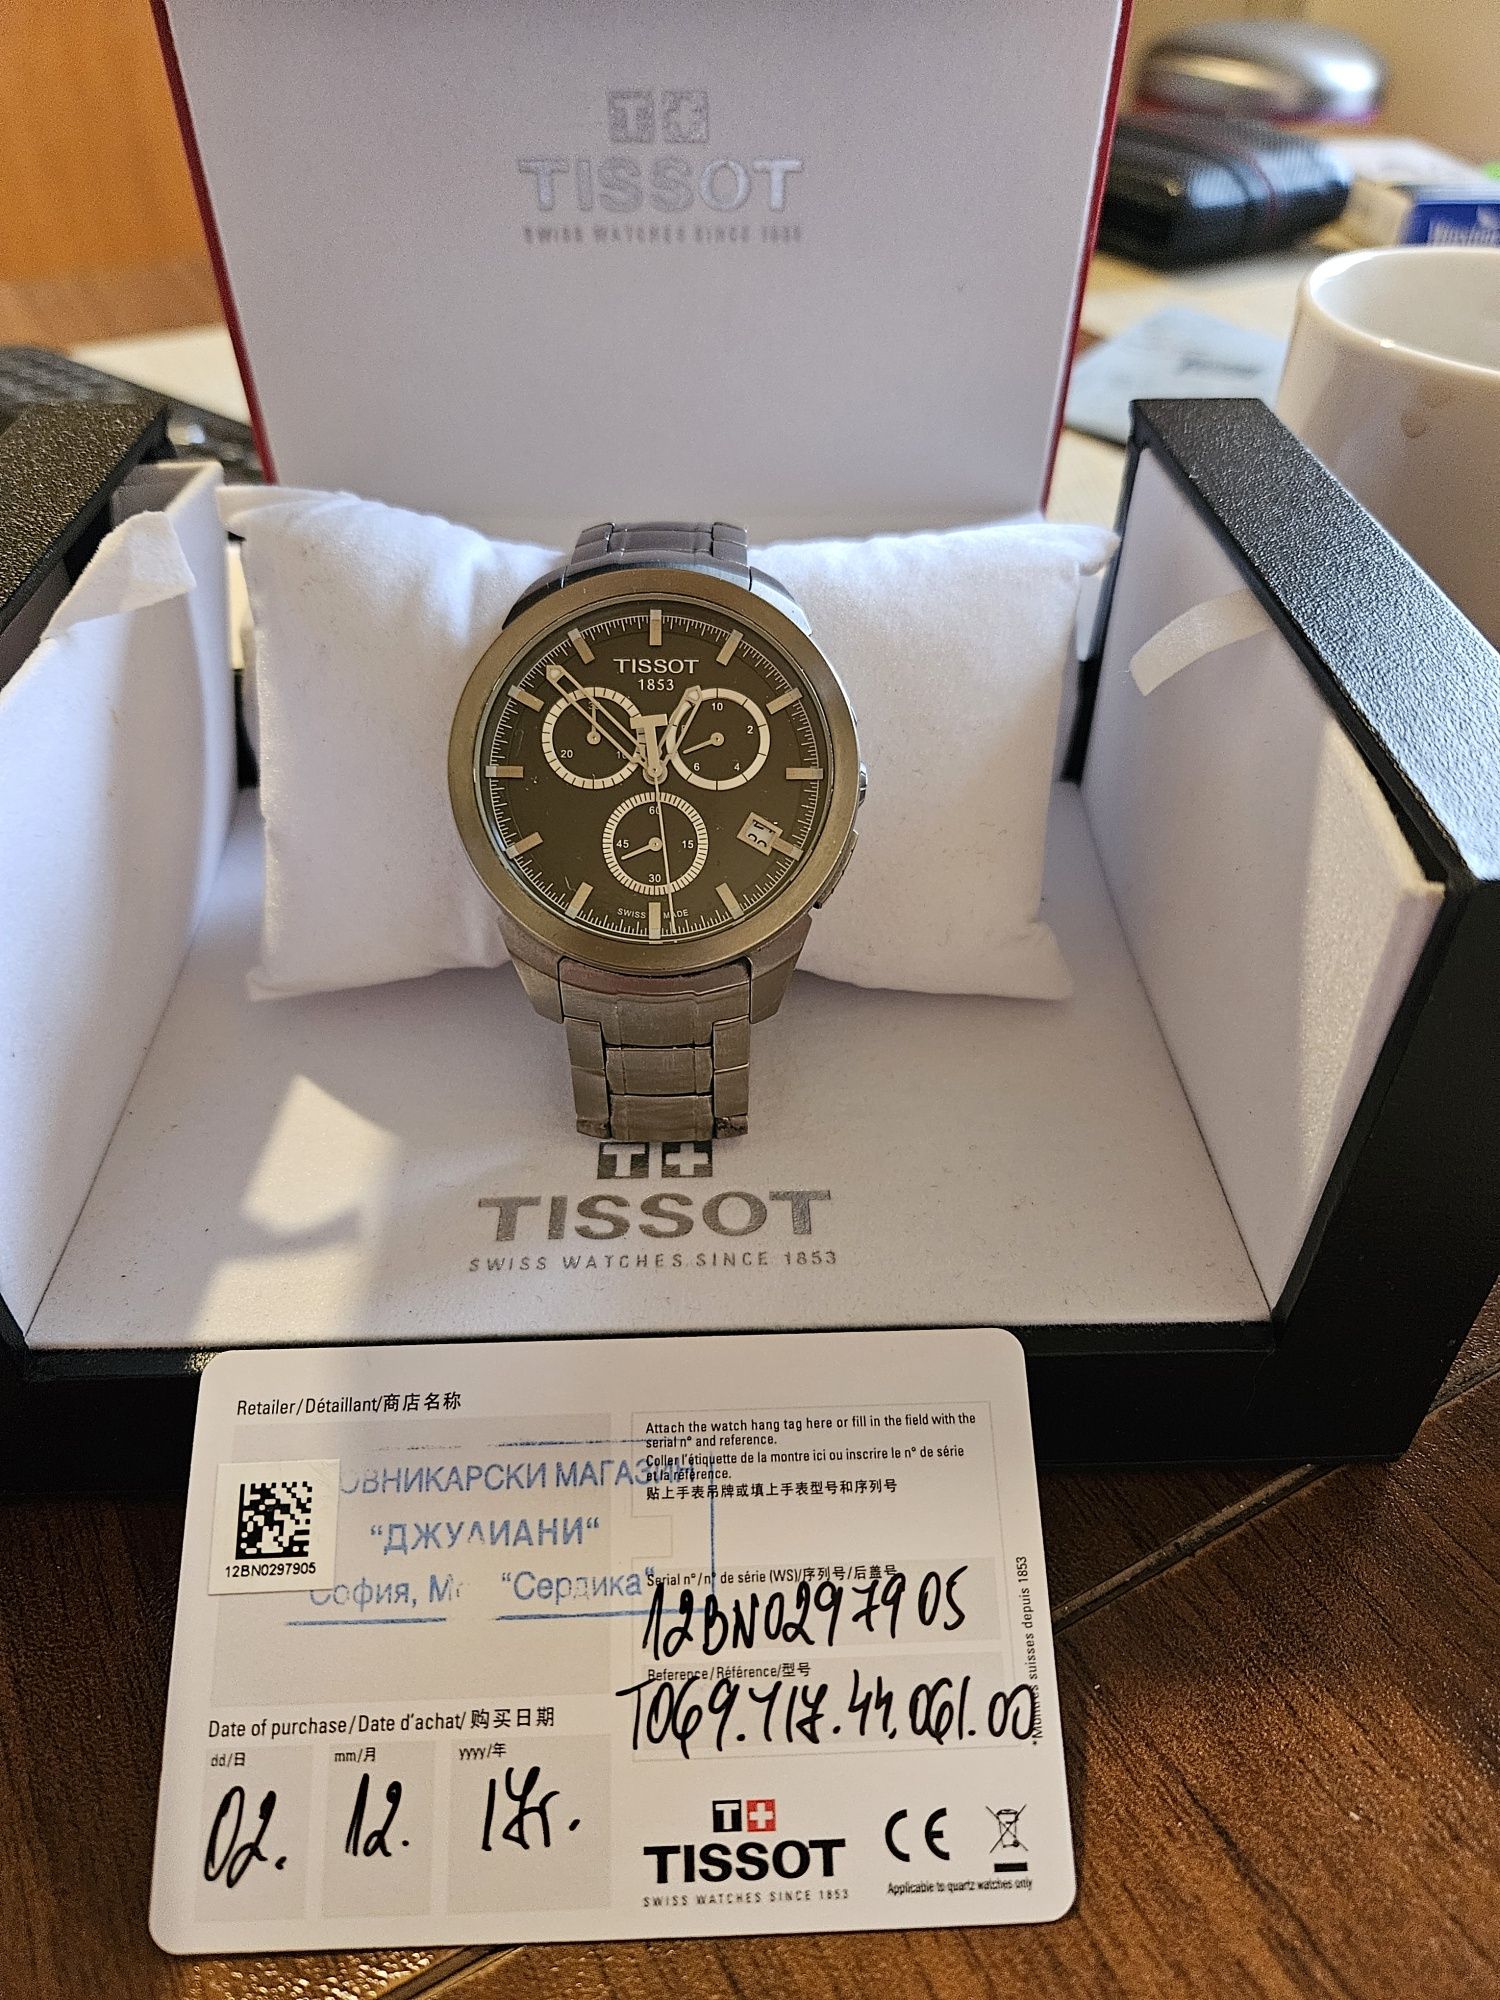 TISSOT
SWISS WATCHES SINCE 1853
TISSOT
1853
10
2
20
10
6
4
60
45
15
30
SWISS MADE
T+
TISSOT
SWISS WATCHES SINCE 1853
Retailer/Détaillant/商店名称
ОВНИКАРСКИ МАГАЗИН
"ДЖУЛИАНИ"
София, "Сердика"
12BN0297905
Attach the watch hang tag here or fill in the field with the
serial n° and reference.
Coller l'étiquette de la montre ici ou inscrire le n° de série
et la référence.
贴上手表吊牌或填上手表型号和序列号
Serial n°/n° de série (WS)/序列号/后盖号
12BN0297905
Reference/Référence/型号
T069.417.44.061.00
Date of purchase/Date d'achat/购买日期
dd/日
mm/月
yyyy/年
02.
12.
17г.
T+
TISSOT
SWISS WATCHES SINCE 1853
CE
Applicable to quartz watches only
*Montres suisses depuis 1853